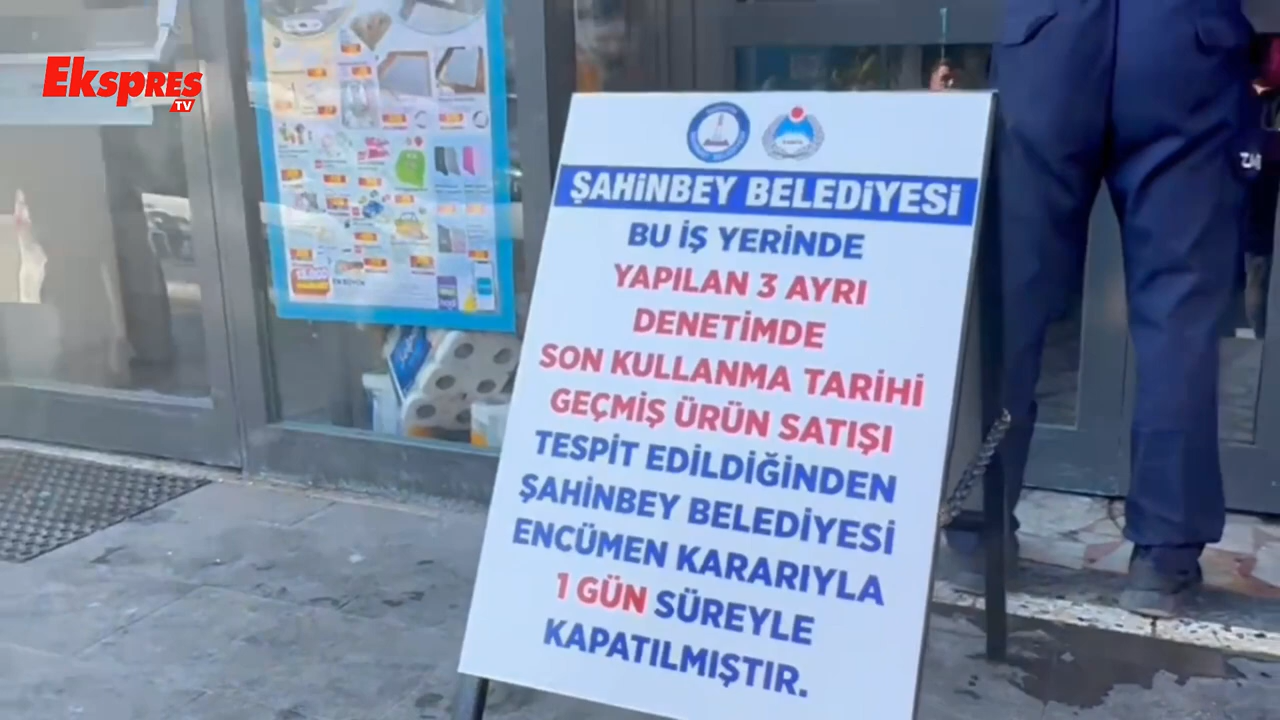 Ekspres
TV
ŞAHİNBEY BELEDİYESİ
BU İŞ YERİNDE
YAPILAN 3 AYRI
DENETİMDE
SON KULLANMA TARİHİ
GEÇMİŞ ÜRÜN SATIŞI
TESPİT EDİLDİĞİNDEN
ŞAHİNBEY BELEDİYESİ
ENCÜMEN KARARIYLA
1 GÜN SÜREYLE
KAPATILMIŞTIR.